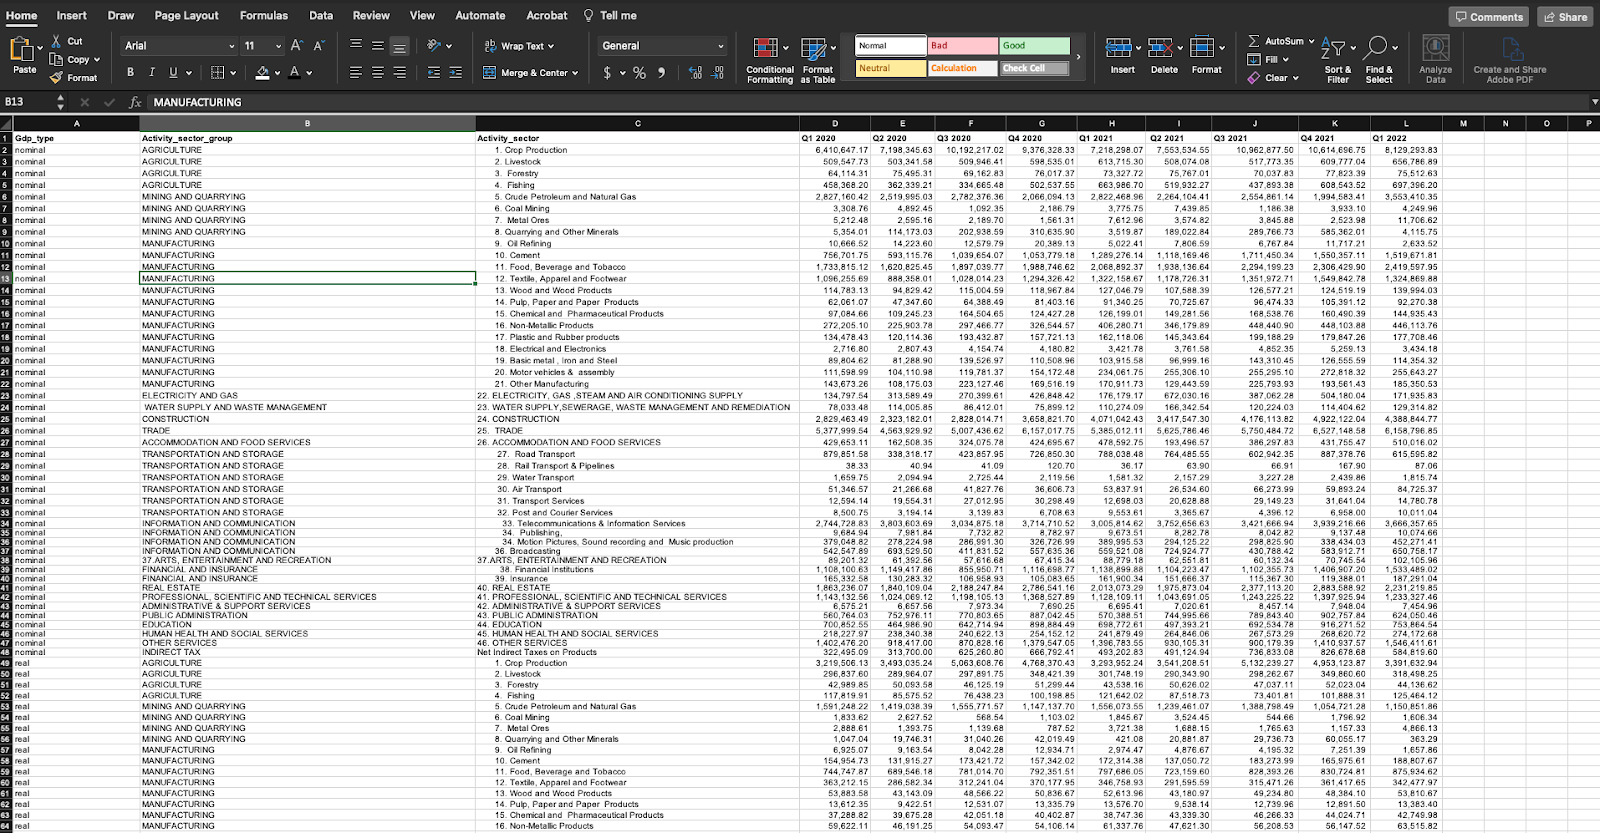 Home Insert Draw Page Layout Formulas Data Review View Automate Acrobat Tell me Comments Share
Paste Cut Copy Format Arial 11 A A Wrap Text General Conditional Formatting Format as Table Normal Bad Good Insert Delete Format AutoSum Fill Clear Sort & Filter Find & Select Analyze Data Create and Share Adobe PDF
B I U A Merge & Center $ % Neutral Calculation Check Cell
B13 fx MANUFACTURING
A B C D E F G H I J K L M N O P
1 Gdp_type Activity_sector_group Activity_sector Q1 2020 Q2 2020 Q3 2020 Q4 2020 Q1 2021 Q2 2021 Q3 2021 Q4 2021 Q1 2022
2 nominal AGRICULTURE 1. Crop Production 6,410,647.17 7,198,345.63 10,192,217.02 9,376,328.33 7,218,298.07 7,553,534.55 10,962,877.50 10,614,696.75 8,129,293.83
3 nominal AGRICULTURE 2. Livestock 509,547.73 503,341.58 509,946.41 598,535.01 613,715.30 508,074.08 517,773.35 609,777.04 656,786.89
4 nominal AGRICULTURE 3. Forestry 64,114.31 75,495.31 69,162.83 76,017.37 73,327.72 75,767.01 70,037.83 77,823.39 75,512.63
5 nominal AGRICULTURE 4. Fishing 458,368.20 362,339.21 334,665.48 502,537.55 663,986.70 519,932.27 437,893.38 608,543.52 697,396.20
6 nominal MINING AND QUARRYING 5. Crude Petroleum and Natural Gas 2,827,160.42 2,519,995.03 2,782,376.36 2,066,094.13 2,822,468.96 2,264,104.41 2,554,861.14 1,994,583.41 3,553,410.35
7 nominal MINING AND QUARRYING 6. Coal Mining 3,308.76 4,892.45 1,092.35 2,186.79 3,775.75 7,439.85 1,186.38 3,933.10 4,249.96
8 nominal MINING AND QUARRYING 7. Metal Ores 5,212.48 2,595.16 2,189.70 1,561.31 7,612.96 3,574.82 3,845.88 2,523.98 11,706.62
9 nominal MINING AND QUARRYING 8. Quarrying and Other Minerals 5,354.01 114,173.03 202,938.59 310,635.90 3,519.87 189,022.84 289,766.73 585,362.01 4,115.75
10 nominal MANUFACTURING 9. Oil Refining 10,666.52 14,223.60 12,579.79 20,389.13 5,022.41 7,806.59 6,767.84 11,717.21 2,633.52
11 nominal MANUFACTURING 10. Cement 756,701.75 593,115.76 1,039,654.07 1,053,779.18 1,289,276.14 1,118,169.46 1,711,450.34 1,550,357.11 1,519,671.81
12 nominal MANUFACTURING 11. Food, Beverage and Tobacco 1,733,815.12 1,620,825.45 1,897,039.77 1,988,746.62 2,068,892.37 1,938,136.64 2,294,199.23 2,306,429.90 2,419,597.95
13 nominal MANUFACTURING 12. Textile, Apparel and Footwear 1,096,255.69 888,358.01 1,028,014.23 1,294,326.42 1,322,158.67 1,178,726.31 1,351,972.71 1,549,842.78 1,324,869.88
14 nominal MANUFACTURING 13. Wood and Wood Products 114,783.13 94,829.42 115,004.59 118,967.84 127,046.79 107,588.39 126,577.21 124,519.19 139,994.03
15 nominal MANUFACTURING 14. Pulp, Paper and Paper Products 62,061.07 47,347.60 64,388.49 81,403.16 91,340.25 70,725.67 96,474.33 105,391.12 92,270.38
16 nominal MANUFACTURING 15. Chemical and Pharmaceutical Products 97,084.66 109,245.23 164,504.65 124,427.28 126,199.01 149,281.56 168,538.76 160,490.39 144,935.43
17 nominal MANUFACTURING 16. Non-Metallic Products 272,205.10 225,903.78 297,466.77 326,544.57 406,280.71 346,179.89 448,440.90 448,103.88 446,113.76
18 nominal MANUFACTURING 17. Plastic and Rubber products 134,478.43 120,114.36 193,432.87 157,721.13 162,118.06 145,343.64 199,188.29 179,847.26 177,708.46
19 nominal MANUFACTURING 18. Electrical and Electronics 2,716.80 2,807.43 4,154.74 4,180.82 3,421.78 3,761.58 4,852.35 5,259.13 3,434.18
20 nominal MANUFACTURING 19. Basic metal , Iron and Steel 89,804.62 81,288.90 139,526.97 110,508.96 103,915.58 96,999.16 143,310.45 126,555.59 114,354.32
21 nominal MANUFACTURING 20. Motor vehicles & assembly 111,598.99 104,110.98 119,781.37 154,172.48 234,061.75 255,306.10 255,295.10 272,818.32 255,643.27
22 nominal MANUFACTURING 21. Other Manufacturing 143,673.26 108,175.03 223,127.46 169,516.19 170,911.73 129,443.59 225,793.93 193,561.43 185,350.53
23 nominal ELECTRICITY AND GAS 22. ELECTRICITY, GAS ,STEAM AND AIR CONDITIONING SUPPLY 134,797.54 313,589.49 270,399.61 426,848.42 176,179.17 672,030.16 387,062.28 504,180.04 171,935.83
24 nominal WATER SUPPLY AND WASTE MANAGEMENT 23. WATER SUPPLY,SEWERAGE, WASTE MANAGEMENT AND REMEDIATION 78,033.48 114,005.85 86,412.01 75,899.12 110,274.09 166,342.54 120,224.03 114,404.62 129,314.82
25 nominal CONSTRUCTION 24. CONSTRUCTION 2,829,463.49 2,323,182.01 2,828,014.71 3,658,821.70 4,071,042.43 3,417,547.30 4,176,113.82 4,922,122.04 4,388,844.77
26 nominal TRADE 25. TRADE 5,377,999.54 4,563,929.92 5,007,436.62 6,157,017.75 5,385,012.11 5,625,786.46 5,750,484.72 6,527,148.58 6,158,796.85
27 nominal ACCOMMODATION AND FOOD SERVICES 26. ACCOMMODATION AND FOOD SERVICES 429,653.11 162,508.35 324,075.78 424,695.67 478,592.75 193,496.57 386,297.83 431,755.47 510,016.02
28 nominal TRANSPORTATION AND STORAGE 27. Road Transport 879,851.58 338,318.17 423,857.95 726,850.30 788,038.48 764,485.55 602,942.35 887,378.76 615,595.82
29 nominal TRANSPORTATION AND STORAGE 28. Rail Transport & Pipelines 38.33 40.94 41.09 120.70 36.17 63.90 66.91 167.90 87.06
30 nominal TRANSPORTATION AND STORAGE 29. Water Transport 1,659.75 2,094.94 2,725.44 2,119.56 1,581.32 2,157.29 3,227.28 2,439.86 1,815.74
31 nominal TRANSPORTATION AND STORAGE 30. Air Transport 51,346.57 21,266.68 41,827.76 36,606.73 53,837.91 26,534.60 66,273.99 59,893.24 84,725.37
32 nominal TRANSPORTATION AND STORAGE 31. Transport Services 12,594.14 19,554.31 27,012.95 30,298.49 12,698.03 20,628.88 29,149.23 31,641.04 14,780.78
33 nominal TRANSPORTATION AND STORAGE 32. Post and Courier Services 8,500.75 3,194.14 3,139.83 6,708.63 9,553.61 3,365.67 4,396.12 6,958.00 10,011.04
34 nominal INFORMATION AND COMMUNICATION 33. Telecommunications & Information Services 2,744,728.83 3,803,603.69 3,034,875.18 3,714,710.52 3,005,814.62 3,752,656.63 3,421,666.94 3,939,216.66 3,666,357.65
35 nominal INFORMATION AND COMMUNICATION 34. Publishing, 9,684.94 7,981.84 7,732.82 8,782.97 9,673.51 8,282.78 8,042.82 9,137.48 10,074.66
36 nominal INFORMATION AND COMMUNICATION 34. Motion Pictures, Sound recording and Music production 379,048.82 278,224.98 286,991.30 326,726.99 389,995.53 294,125.22 298,825.90 338,434.03 452,271.41
37 nominal INFORMATION AND COMMUNICATION 36. Broadcasting 542,547.89 693,529.50 411,831.52 557,635.36 559,521.08 724,924.77 430,788.42 583,912.71 650,758.17
38 nominal 37.ARTS, ENTERTAINMENT AND RECREATION 37.ARTS, ENTERTAINMENT AND RECREATION 89,201.32 61,392.56 57,616.68 67,415.34 88,779.18 62,551.81 60,132.34 70,745.54 102,105.96
39 nominal FINANCIAL AND INSURANCE 38. Financial Institutions 1,108,100.63 1,149,417.86 855,950.71 1,116,698.77 1,138,899.88 1,104,223.47 1,102,355.73 1,406,907.20 1,533,489.02
40 nominal FINANCIAL AND INSURANCE 39. Insurance 165,332.58 130,283.32 106,958.93 105,083.65 161,900.34 151,666.37 115,367.30 119,388.01 187,291.04
41 nominal REAL ESTATE 40. REAL ESTATE 1,863,236.07 1,840,109.04 2,188,247.84 2,786,541.16 2,013,073.29 1,975,873.04 2,377,113.20 2,883,588.92 2,231,219.85
42 nominal PROFESSIONAL, SCIENTIFIC AND TECHNICAL SERVICES 41. PROFESSIONAL, SCIENTIFIC AND TECHNICAL SERVICES 1,143,132.56 1,024,069.12 1,198,105.13 1,368,527.89 1,128,109.11 1,043,691.05 1,243,225.22 1,397,925.94 1,233,327.46
43 nominal ADMINISTRATIVE & SUPPORT SERVICES 42. ADMINISTRATIVE & SUPPORT SERVICES 6,575.21 6,657.56 7,973.34 7,690.25 6,695.41 7,020.61 8,457.14 7,948.04 7,454.96
44 nominal PUBLIC ADMINISTRATION 43. PUBLIC ADMINISTRATION 560,764.03 752,976.11 770,803.65 887,042.45 570,388.51 744,995.66 789,843.40 902,757.84 624,050.46
45 nominal EDUCATION 44. EDUCATION 700,852.55 464,986.90 642,714.94 898,884.49 698,772.61 497,393.21 692,534.78 916,271.52 753,864.54
46 nominal HUMAN HEALTH AND SOCIAL SERVICES 45. HUMAN HEALTH AND SOCIAL SERVICES 218,227.97 238,340.38 240,622.13 254,152.12 241,879.49 264,846.06 267,573.29 268,620.72 274,172.68
47 nominal OTHER SERVICES 46. OTHER SERVICES 1,402,476.20 918,417.00 870,828.16 1,379,547.05 1,396,783.55 930,105.31 900,179.39 1,410,937.57 1,546,411.61
48 nominal INDIRECT TAX Net Indirect Taxes on Products 322,495.09 313,700.00 625,260.80 666,792.41 493,202.83 491,124.94 736,833.08 826,678.68 584,819.60
49 real AGRICULTURE 1. Crop Production 3,219,506.13 3,493,035.24 5,063,608.76 4,768,370.43 3,293,952.24 3,541,208.51 5,132,239.27 4,953,123.87 3,391,632.94
50 real AGRICULTURE 2. Livestock 296,837.60 289,964.07 297,891.75 348,421.39 301,748.19 290,343.90 298,262.67 349,860.60 318,498.25
51 real AGRICULTURE 3. Forestry 42,989.85 50,093.58 46,125.19 51,299.44 43,538.16 50,626.02 47,037.11 52,023.04 44,136.62
52 real AGRICULTURE 4. Fishing 117,819.91 85,575.52 76,438.23 100,198.85 121,642.02 87,518.73 73,401.81 101,888.31 125,464.12
53 real MINING AND QUARRYING 5. Crude Petroleum and Natural Gas 1,591,248.22 1,419,038.39 1,555,771.57 1,147,137.70 1,556,073.55 1,239,461.07 1,388,798.49 1,054,721.28 1,150,851.86
54 real MINING AND QUARRYING 6. Coal Mining 1,833.62 2,627.52 568.54 1,103.02 1,845.67 3,524.45 544.66 1,796.92 1,606.34
55 real MINING AND QUARRYING 7. Metal Ores 2,888.61 1,393.75 1,139.68 787.52 3,721.38 1,688.15 1,765.63 1,157.33 4,866.13
56 real MINING AND QUARRYING 8. Quarrying and Other Minerals 1,047.04 19,746.31 31,040.26 42,019.49 421.08 20,881.87 29,736.73 60,055.17 363.29
57 real MANUFACTURING 9. Oil Refining 6,925.07 9,163.54 8,042.28 12,934.71 2,974.47 4,876.67 4,195.32 7,251.39 1,657.86
58 real MANUFACTURING 10. Cement 154,954.73 131,915.27 173,421.72 157,342.02 172,314.38 137,050.72 183,273.99 165,975.61 188,807.67
59 real MANUFACTURING 11. Food, Beverage and Tobacco 744,747.87 689,546.18 781,014.70 792,351.51 797,686.05 723,159.60 828,393.26 830,724.81 875,934.62
60 real MANUFACTURING 12. Textile, Apparel and Footwear 363,212.15 286,582.34 312,241.04 370,177.95 346,758.93 291,595.59 315,471.26 361,417.65 342,477.97
61 real MANUFACTURING 13. Wood and Wood Products 53,883.58 43,143.09 48,566.22 50,836.67 52,613.96 43,180.97 49,234.80 48,384.10 53,810.67
62 real MANUFACTURING 14. Pulp, Paper and Paper Products 13,612.35 9,422.51 12,531.07 13,335.79 13,576.70 9,538.14 12,739.96 12,891.50 13,383.40
63 real MANUFACTURING 15. Chemical and Pharmaceutical Products 37,288.82 39,675.28 42,051.18 40,402.87 38,747.36 43,339.30 46,266.33 44,024.71 42,749.98
64 real MANUFACTURING 16. Non-Metallic Products 59,622.11 46,191.25 54,093.47 54,106.14 61,337.76 47,621.30 56,208.53 56,147.52 63,515.82